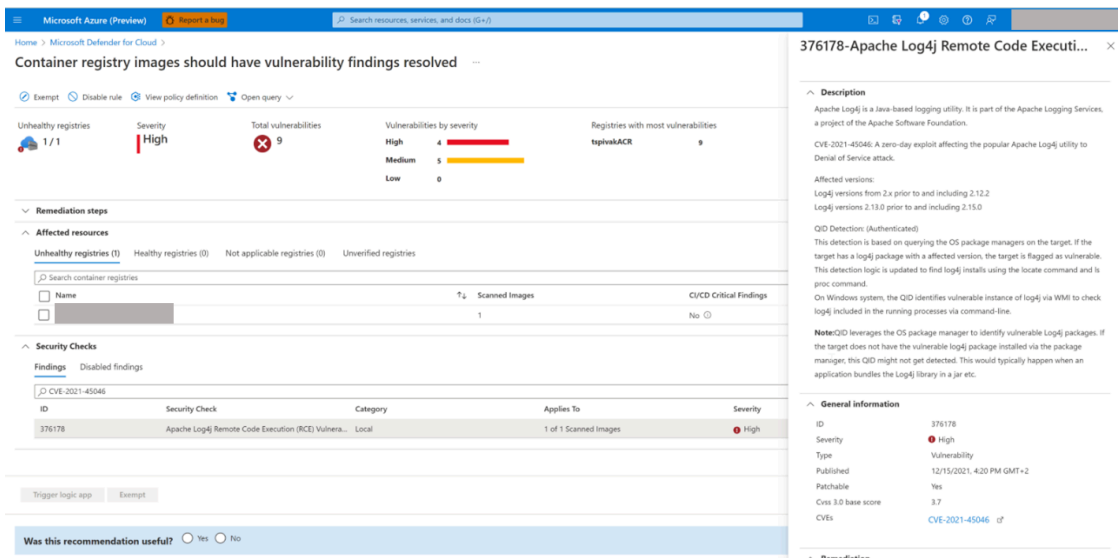 Microsoft Azure (Preview)
Report a bug
Search resources, services, and docs (G+/)
Home > Microsoft Defender for Cloud >
Container registry images should have vulnerability findings resolved ...
Exempt Disable rule View policy definition Open query
Unhealthy registries
1 / 1
Severity
High
Total vulnerabilities
9
Vulnerabilities by severity
High 4
Medium 5
Low 0
Registries with most vulnerabilities
tspivakACR 9
Remediation steps
Affected resources
Unhealthy registries (1) Healthy registries (0) Not applicable registries (0) Unverified registries
Search container registries
Name Scanned Images CI/CD Critical Findings
1 No
Security Checks
Findings Disabled findings
CVE-2021-45046
ID Security Check Category Applies To Severity
376178 Apache Log4j Remote Code Execution (RCE) Vulnera... Local 1 of 1 Scanned Images High
Trigger logic app Exempt
Was this recommendation useful? Yes No
376178-Apache Log4j Remote Code Executi...
Description
Apache Log4j is a Java-based logging utility. It is part of the Apache Logging Services,
a project of the Apache Software Foundation.
CVE-2021-45046: A zero-day exploit affecting the popular Apache Log4j utility to
Denial of Service attack.
Affected versions:
Log4j versions from 2.x prior to and including 2.12.2
Log4j versions 2.13.0 prior to and including 2.15.0
QID Detection: (Authenticated)
This detection is based on querying the OS package managers on the target. If the
target has a log4j package with a affected version, the target is flagged as vulnerable.
This detection logic is updated to find log4j installs using the locate command and ls
proc command.
On Windows system, the QID identifies vulnerable instance of log4j via WMI to check
log4j included in the running processes via command-line.
Note:QID leverages the OS package manager to identify vulnerable Log4j packages. If
the target does not have the vulnerable log4j package installed via the package
manager, this QID might not get detected. This would typically happen when an
application bundles the Log4j library in a jar etc.
General information
ID 376178
Severity High
Type Vulnerability
Published 12/15/2021, 4:20 PM GMT+2
Patchable Yes
Cvss 3.0 base score 3.7
CVEs CVE-2021-45046
Remediation